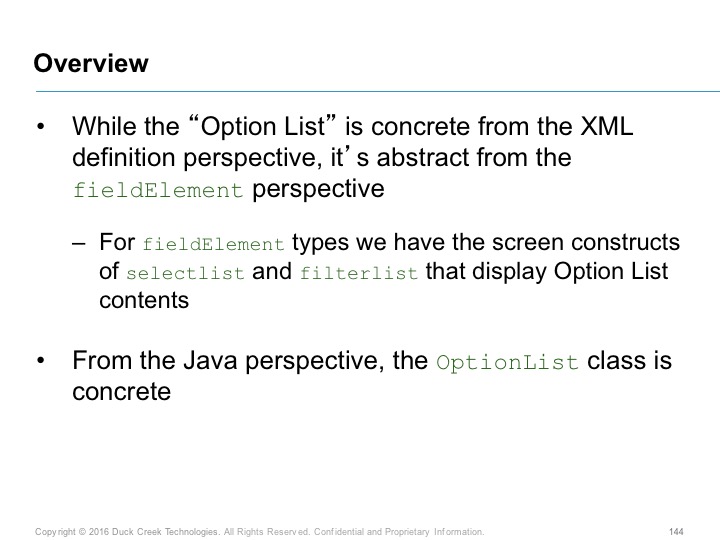 Overview
• While the “Option List” is concrete from the XML
definition perspective, it’s abstract from the
fieldElement perspective
– For fieldElement types we have the screen constructs
of selectlist and filterlist that display Option List
contents
• From the Java perspective, the OptionList class is
concrete
Copyright © 2016 Duck Creek Technologies. All Rights Reserved. Confidential and Proprietary Information. 144